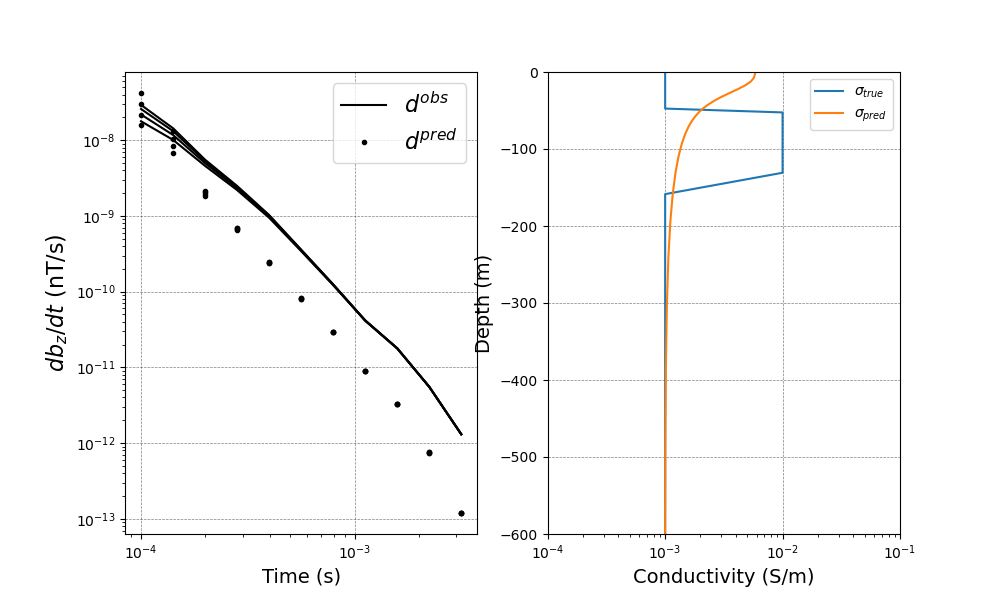 10⁻⁸
10⁻⁹
10⁻¹⁰
10⁻¹¹
10⁻¹²
10⁻¹³
db_z/dt (nT/s)
10⁻⁴
10⁻³
Time (s)
d^obs
d^pred
0
−100
−200
−300
−400
−500
−600
Depth (m)
10⁻⁴
10⁻³
10⁻²
10⁻¹
Conductivity (S/m)
σ_true
σ_pred